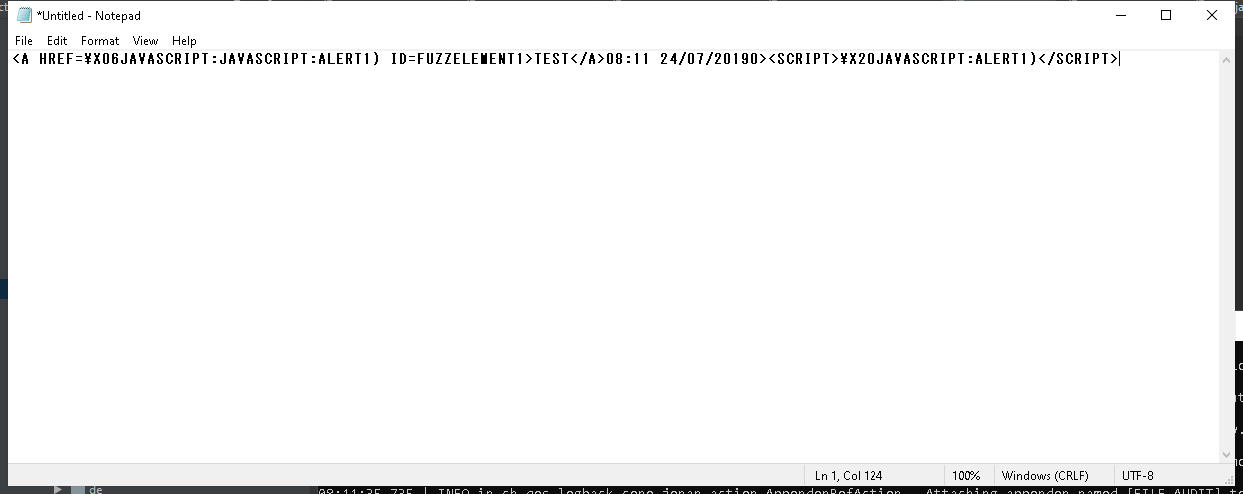 *Untitled - Notepad
File Edit Format View Help
<A HREF=¥X06JAVASCRIPT:JAVASCRIPT:ALERT1) ID=FUZZELEMENT1>TEST</A>08:11 24/07/20190><SCRIPT>¥X20JAVASCRIPT:ALERT1)</SCRIPT>
Ln 1, Col 124 100% Windows (CRLF) UTF-8
de 08:11:35,735 | INFO in ch.qos.logback.core.joran.action.AppenderRefAction - Attaching appender named [FILE_AUDIT] t